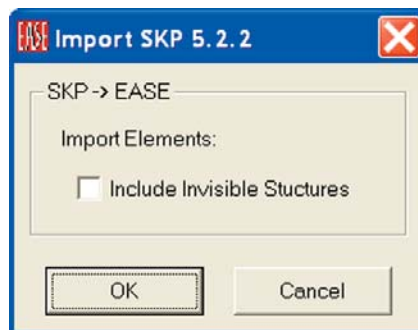 EASE Import SKP 5.2.2
SKP -> EASE
Import Elements:
Include Invisible Stuctures
OK Cancel